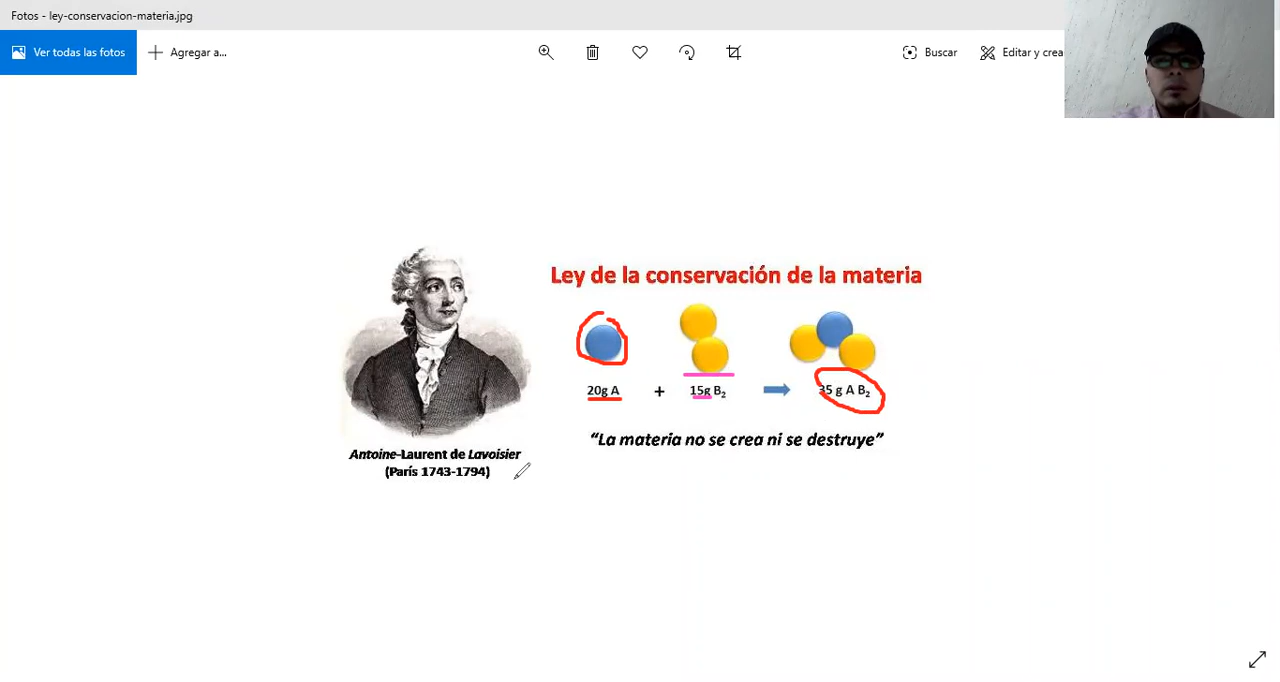 Fotos - ley-conservacion-materia.jpg
Ver todas las fotos
Agregar a...
Buscar
Editar y crea
Ley de la conservación de la materia
20g A + 15g B₂ 35 g A B₂
“La materia no se crea ni se destruye”
Antoine-Laurent de Lavoisier
(París 1743-1794)